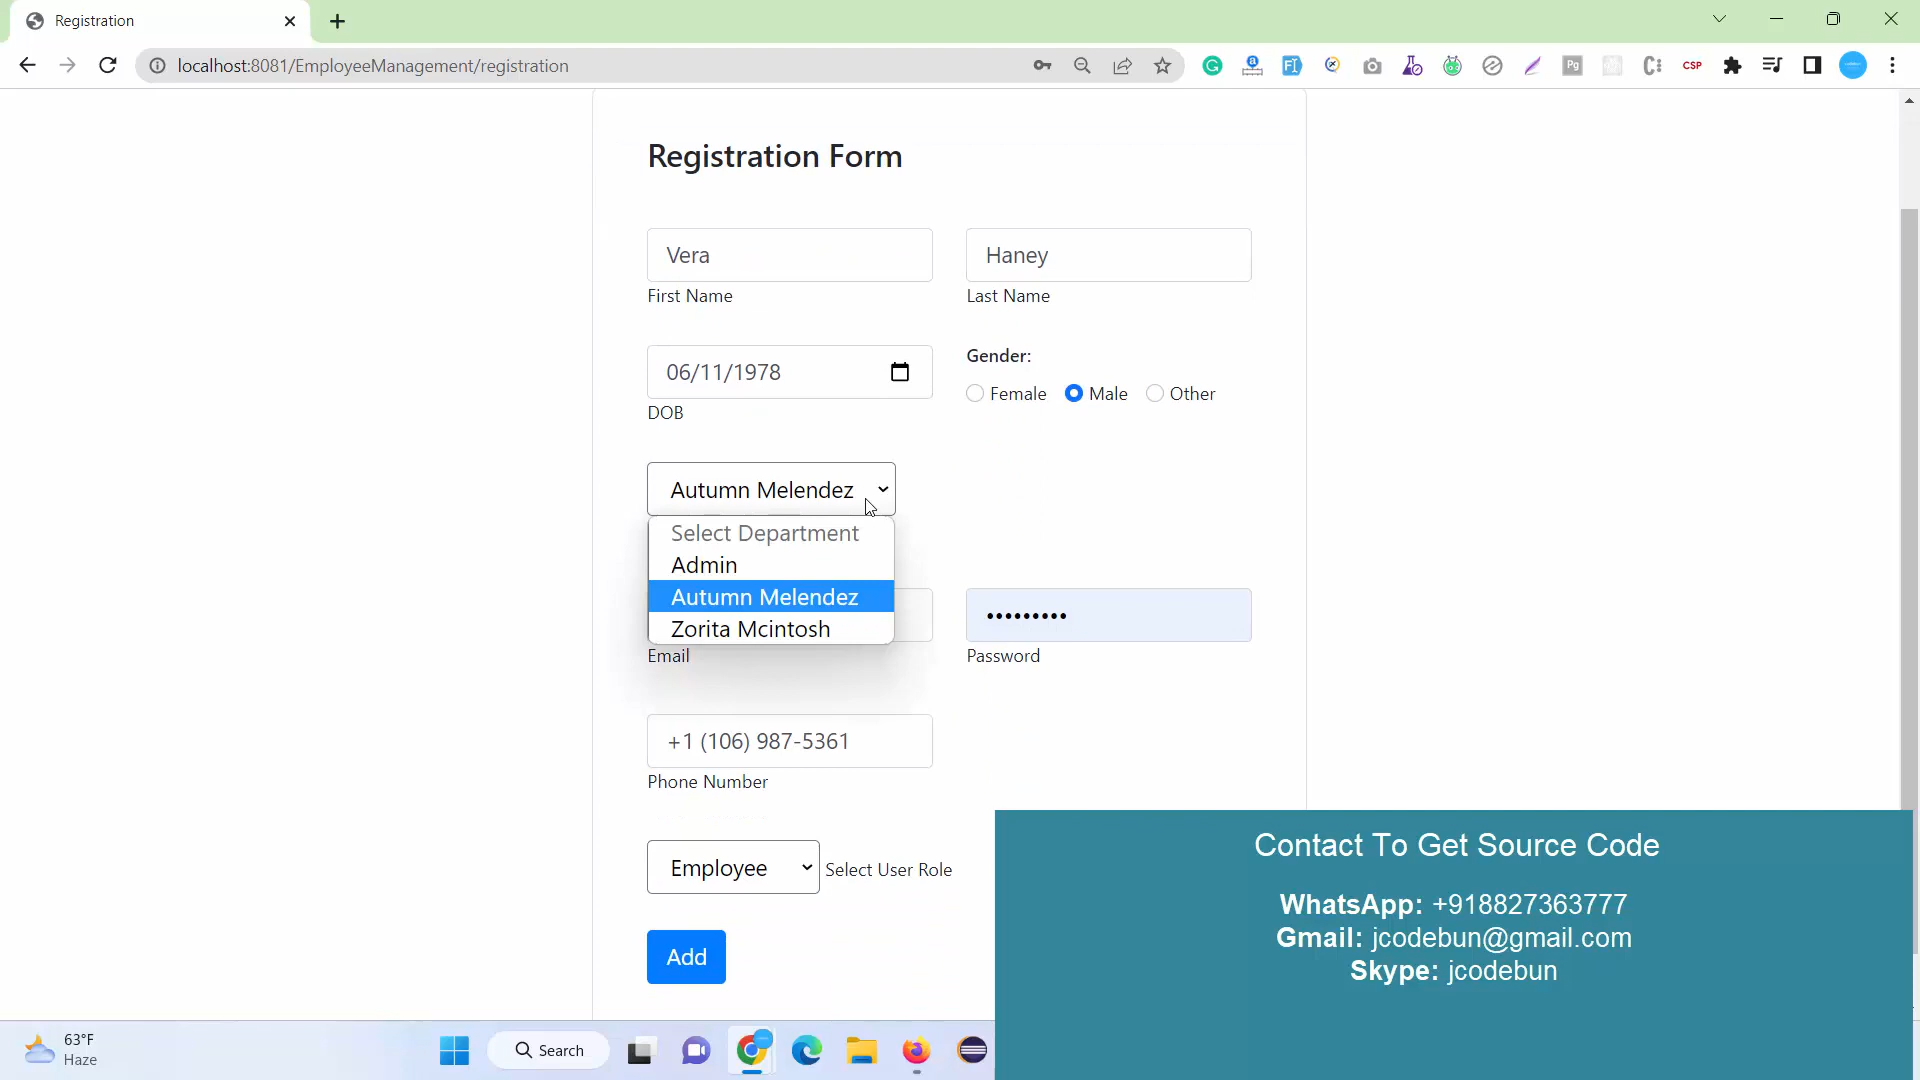 Registration
localhost:8081/EmployeeManagement/registration
CSP
Registration Form
Vera
Haney
First Name
Last Name
06/11/1978
DOB
Gender:
Female
Male
Other
Autumn Melendez
Select Department
Admin
Autumn Melendez
Zorita Mcintosh
•••••••••
Email
Password
+1 (106) 987-5361
Phone Number
Employee
Select User Role
Add
Contact To Get Source Code
WhatsApp: +918827363777
Gmail: jcodebun@gmail.com
Skype: jcodebun
63°F
Haze
Search